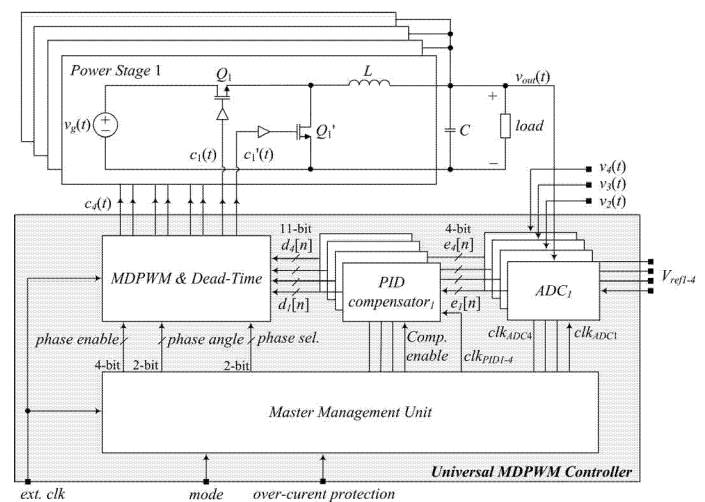 Power Stage 1
Q1
L
vout(t)
vg(t)
+
−
Q1'
C
+
load
−
c1(t)
c1'(t)
c4(t)
v4(t)
v3(t)
v2(t)
11-bit
d4[n]
4-bit
e4[n]
MDPWM & Dead-Time
PID
compensator1
ADC1
Vref1-4
d1[n]
e1[n]
phase enable
phase angle
phase sel.
Comp.
enable
clkADC4
clkADC1
clkPID1-4
4-bit
2-bit
2-bit
Master Management Unit
Universal MDPWM Controller
ext. clk
mode
over-curent protection